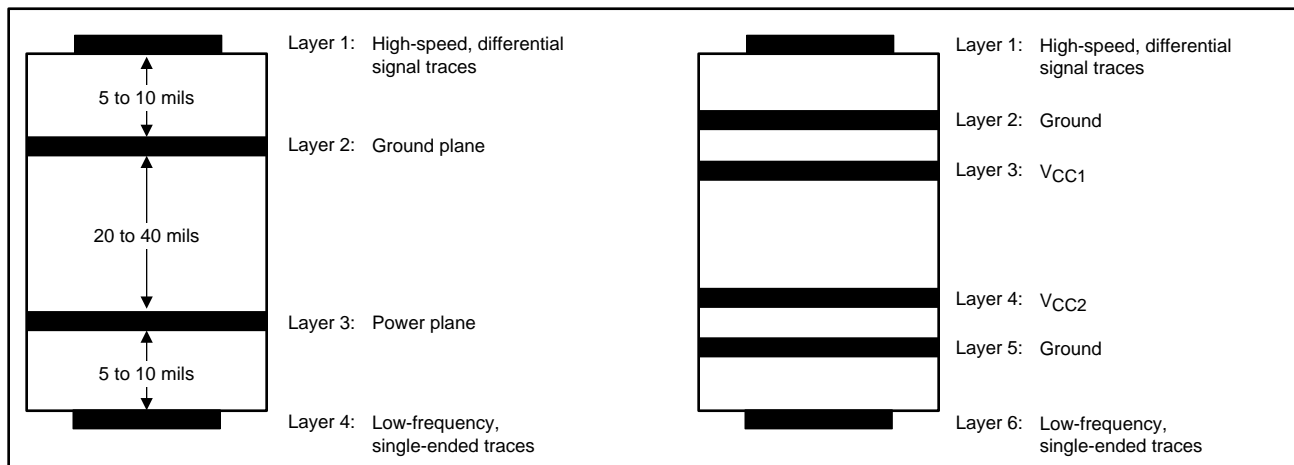 Layer 1: High-speed, differential
signal traces
5 to 10 mils
Layer 2: Ground plane
20 to 40 mils
Layer 3: Power plane
5 to 10 mils
Layer 4: Low-frequency,
single-ended traces
Layer 1: High-speed, differential
signal traces
Layer 2: Ground
Layer 3: VCC1
Layer 4: VCC2
Layer 5: Ground
Layer 6: Low-frequency,
single-ended traces